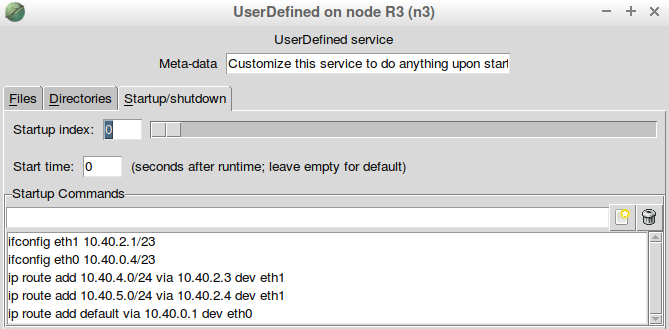 UserDefined on node R3 (n3)
UserDefined service
Meta-data Customize this service to do anything upon star
Files Directories Startup/shutdown
Startup index: 0
Start time: 0 (seconds after runtime; leave empty for default)
Startup Commands
ifconfig eth1 10.40.2.1/23
ifconfig eth0 10.40.0.4/23
ip route add 10.40.4.0/24 via 10.40.2.3 dev eth1
ip route add 10.40.5.0/24 via 10.40.2.4 dev eth1
ip route add default via 10.40.0.1 dev eth0